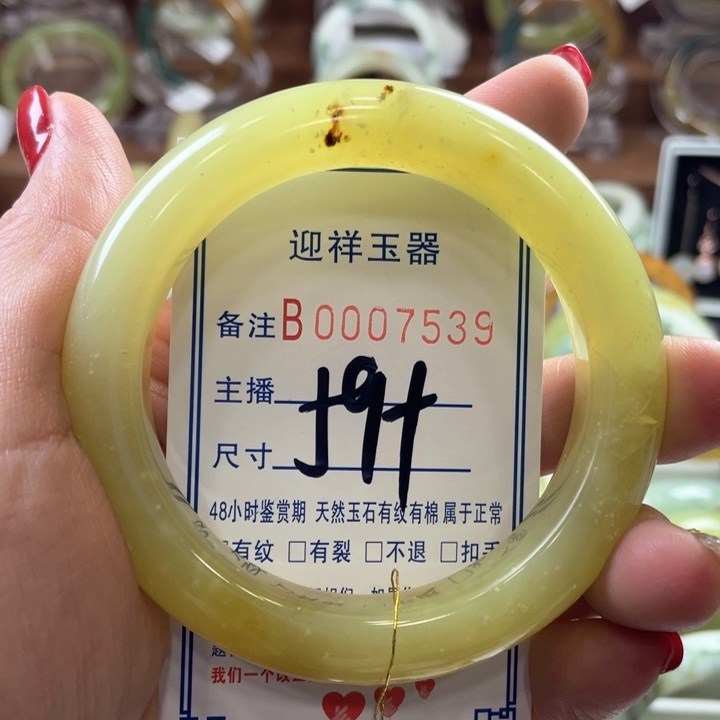 迎祥玉器
备注B0007539
主播
尺寸
48小时鉴赏期 天然玉石有纹有棉 属于正常
有纹 □有裂 □不退 □扣手
我们一个